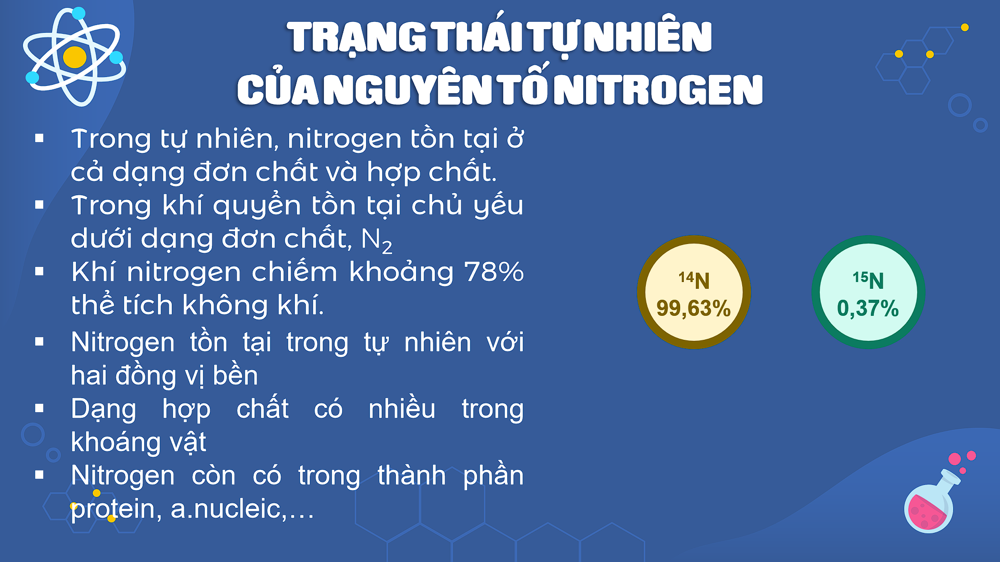 TRẠNG THÁI TỰ NHIÊN
CỦA NGUYÊN TỐ NITROGEN
▪ Trong tự nhiên, nitrogen tồn tại ở
cả dạng đơn chất và hợp chất.
▪ Trong khí quyển tồn tại chủ yếu
dưới dạng đơn chất, N₂
▪ Khí nitrogen chiếm khoảng 78%
thể tích không khí.
▪ Nitrogen tồn tại trong tự nhiên với
hai đồng vị bền
▪ Dạng hợp chất có nhiều trong
khoáng vật
▪ Nitrogen còn có trong thành phần
protein, a.nucleic,…
¹⁴N
99,63%
¹⁵N
0,37%